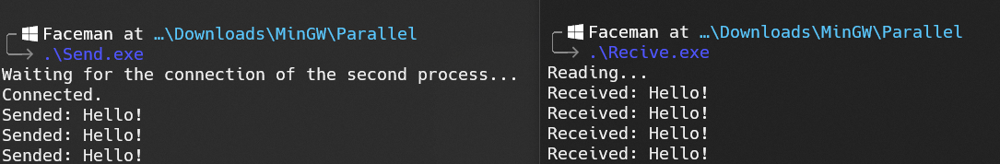 Faceman at …\Downloads\MinGW\Parallel
.\Send.exe
Waiting for the connection of the second process...
Connected.
Sended: Hello!
Sended: Hello!
Sended: Hello!
Faceman at …\Downloads\MinGW\Parallel
.\Recive.exe
Reading...
Received: Hello!
Received: Hello!
Received: Hello!
Received: Hello!